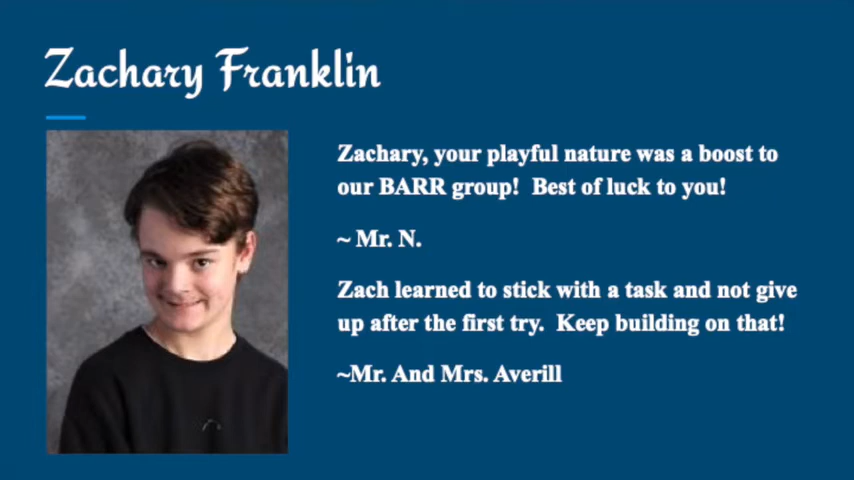 Zachary Franklin
Zachary, your playful nature was a boost to
our BARR group!  Best of luck to you!
~ Mr. N.
Zach learned to stick with a task and not give
up after the first try.  Keep building on that!
~Mr. And Mrs. Averill